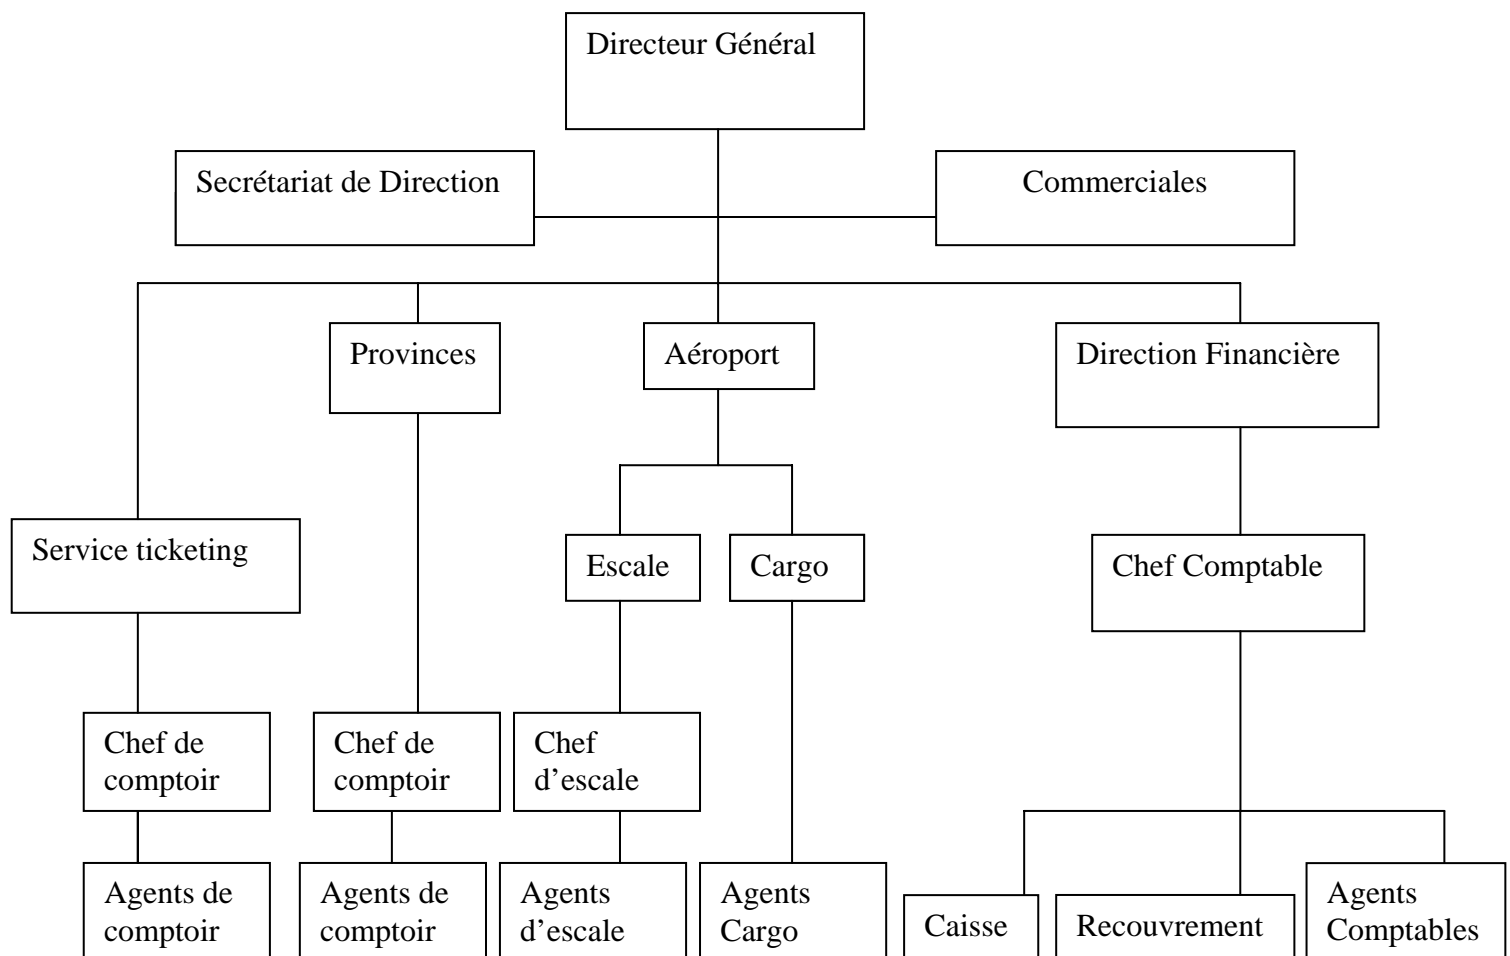 Directeur Général
Secrétariat de Direction
Commerciales
Provinces
Aéroport
Direction Financière
Service ticketing
Escale
Cargo
Chef Comptable
Chef de
comptoir
Chef de
comptoir
Chef
d’escale
Agents de
comptoir
Agents de
comptoir
Agents
d’escale
Agents
Cargo
Caisse
Recouvrement
Agents
Comptables